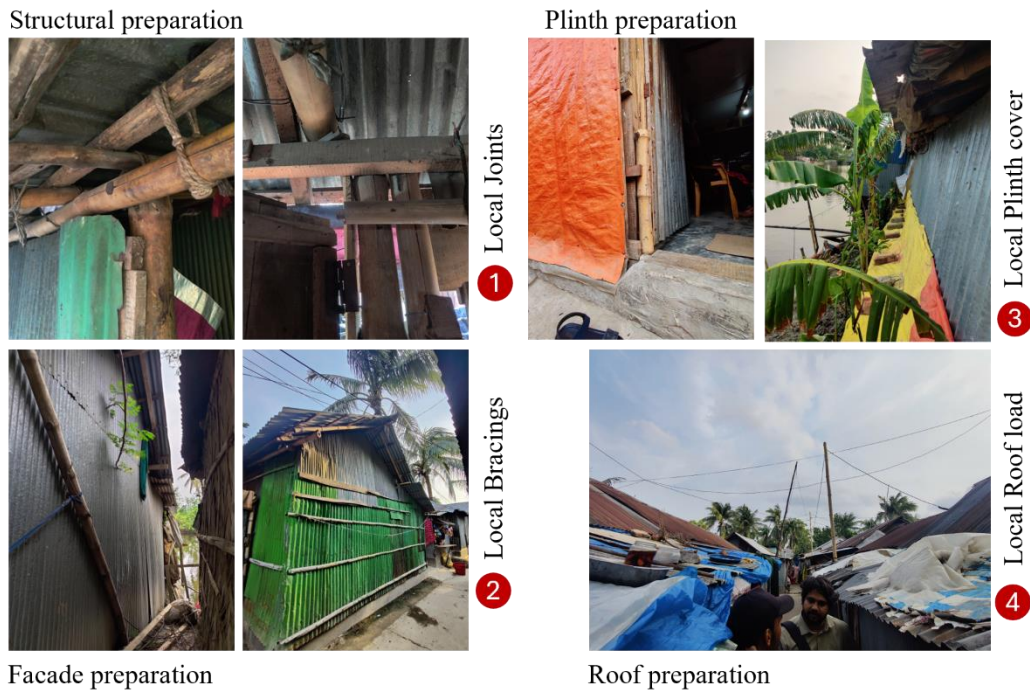 Structural preparation
Plinth preparation
1 Local Joints
3 Local Plinth cover
2 Local Bracings
4 Local Roof load
Facade preparation
Roof preparation